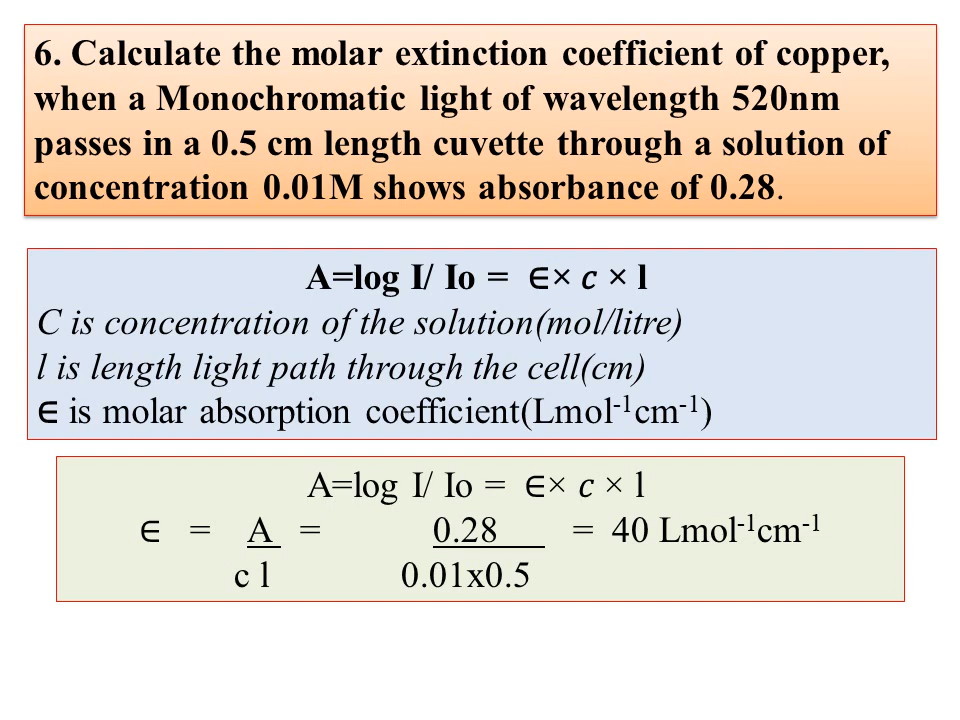 6. Calculate the molar extinction coefficient of copper,
when a Monochromatic light of wavelength 520nm
passes in a 0.5 cm length cuvette through a solution of
concentration 0.01M shows absorbance of 0.28.
A=log I/ Io = ∈× 𝑐 × l
C is concentration of the solution(mol/litre)
l is length light path through the cell(cm)
∈ is molar absorption coefficient(Lmol⁻¹cm⁻¹)
A=log I/ Io = ∈× 𝑐 × l
∈ = A = 0.28 = 40 Lmol⁻¹cm⁻¹
c l 0.01x0.5